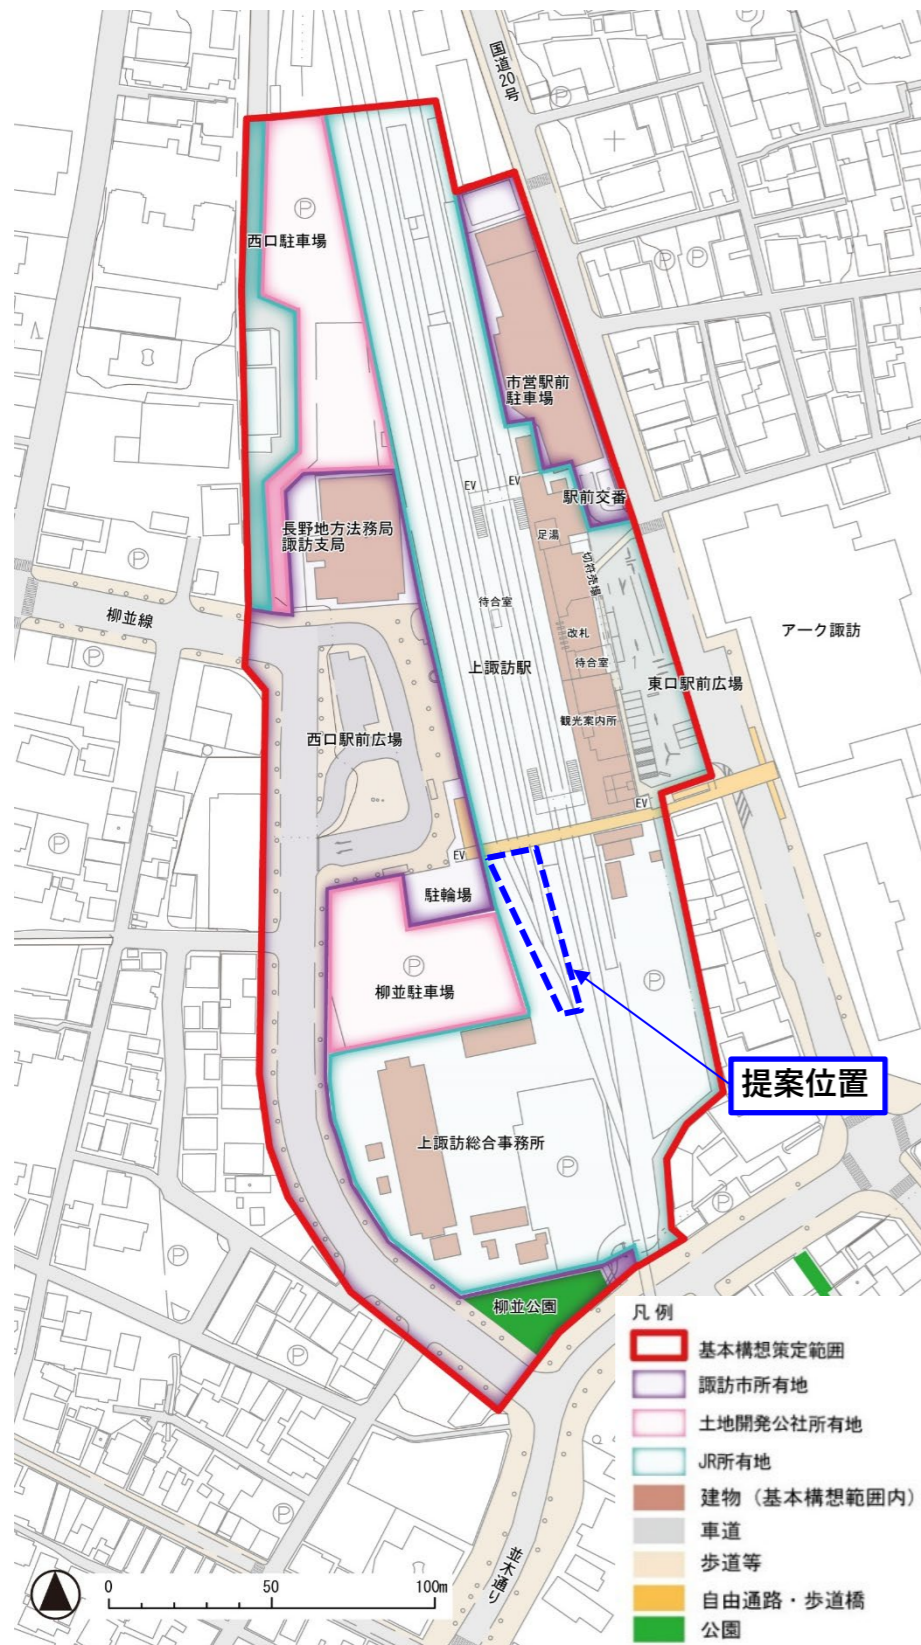 国道20号
Ⓟ
Ⓟ
西口駐車場
Ⓟ
Ⓟ
市営駅前
駐車場
EV
EV
駅前交番
長野地方法務局
諏訪支局
足湯
切符売場
Ⓟ
待合室
柳並線
改札
アーク諏訪
上諏訪駅
待合室
Ⓟ
東口駅前広場
観光案内所
西口駅前広場
EV
Ⓟ
EV
駐輪場
Ⓟ
Ⓟ
柳並駐車場
提案位置
上諏訪総合事務所
Ⓟ
Ⓟ
Ⓟ
柳並公園
凡例
基本構想策定範囲
諏訪市所有地
土地開発公社所有地
JR所有地
建物（基本構想範囲内）
車道
歩道等
自由通路・歩道橋
公園
Ⓟ
並木通り
0 50 100m